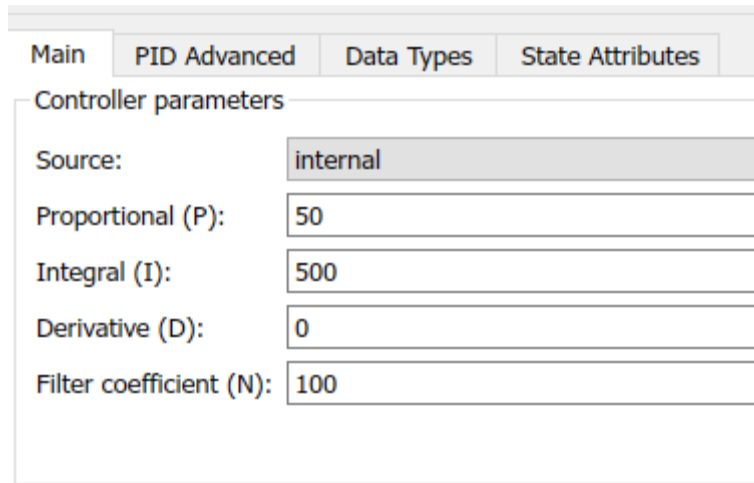 Main PID Advanced Data Types State Attributes
Controller parameters
Source: internal
Proportional (P): 50
Integral (I): 500
Derivative (D): 0
Filter coefficient (N): 100